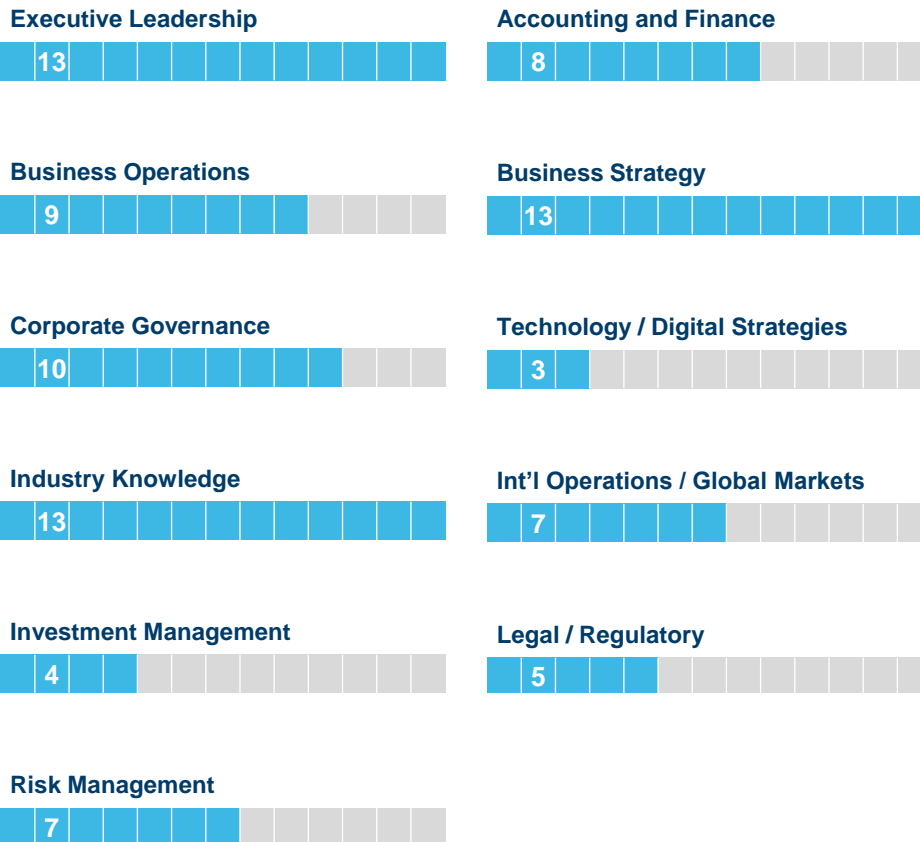 Executive Leadership
13
Accounting and Finance
8
Business Operations
9
Business Strategy
13
Corporate Governance
10
Technology / Digital Strategies
3
Industry Knowledge
13
Int’l Operations / Global Markets
7
Investment Management
4
Legal / Regulatory
5
Risk Management
7